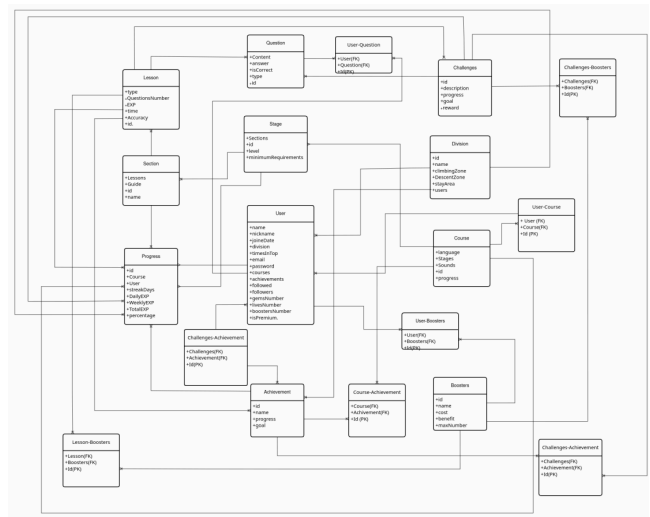 Question
+Content
+answer
+isCorrect
+type
+id
User-Question
+User(FK)
+Question(FK)
+Id(PK)
Lesson
+type
+QuestionsNumber
+EXP
+time
+Accuracy
+id.
Challenges
+id
+description
+progress
+goal
+reward
Challenges-Boosters
+Challenges(FK)
+Boosters(FK)
+Id(PK)
Stage
+Sections
+id
+level
+minimumRequirements
Division
+id
+name
+climbingZone
+DescentZone
+stayArea
+users
Section
+Lessons
+Guide
+id
+name
User
+name
+nickname
+joineDate
+division
+timesInTop
+email
+password
+courses
+achievements
+followed
+followers
+gemsNumber
+livesNumber
+boostersNumber
+isPremium.
User-Course
+ User (FK)
+Course(FK)
+Id (PK)
Course
+language
+Stages
+Sounds
+id
+progress
Progress
+id
+Course
+User
+streakDays
+DailyEXP
+WeeklyEXP
+TotalEXP
+percentage
User-Boosters
+User(FK)
+Boosters(FK)
+Id(PK)
Challenges-Achievement
+Challenges(FK)
+Achievement(FK)
+Id(PK)
Achievement
+id
+name
+progress
+goal
Course-Achievement
+Course(FK)
+Achivement(FK)
+Id (PK)
Boosters
+id
+name
+cost
+benefit
+maxNumber
Lesson-Boosters
+Lesson(FK)
+Boosters(FK)
+Id(PK)
Challenges-Achievement
+Challenges(FK)
+Achievement(FK)
+Id(PK)